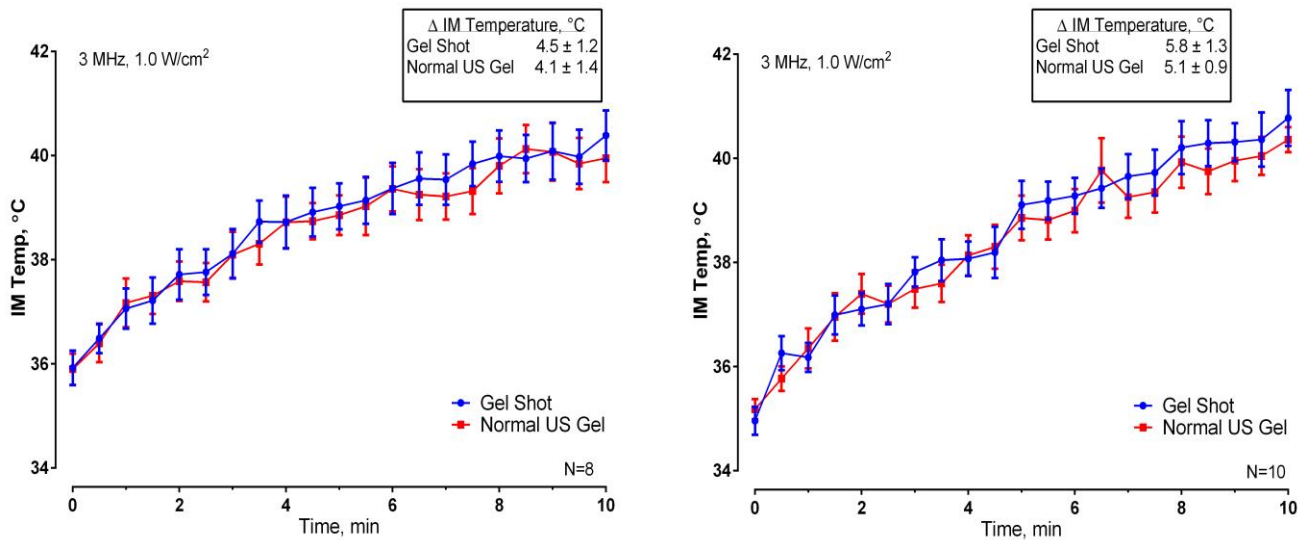 Δ IM Temperature, °C
Gel Shot 4.5 ± 1.2
Normal US Gel 4.1 ± 1.4
3 MHz, 1.0 W/cm²
42
40
38
36
34
IM Temp, °C
Gel Shot
Normal US Gel
N=8
0 2 4 6 8 10
Time, min
Δ IM Temperature, °C
Gel Shot 5.8 ± 1.3
Normal US Gel 5.1 ± 0.9
3 MHz, 1.0 W/cm²
42
40
38
36
34
IM Temp, °C
Gel Shot
Normal US Gel
N=10
0 2 4 6 8 10
Time, min